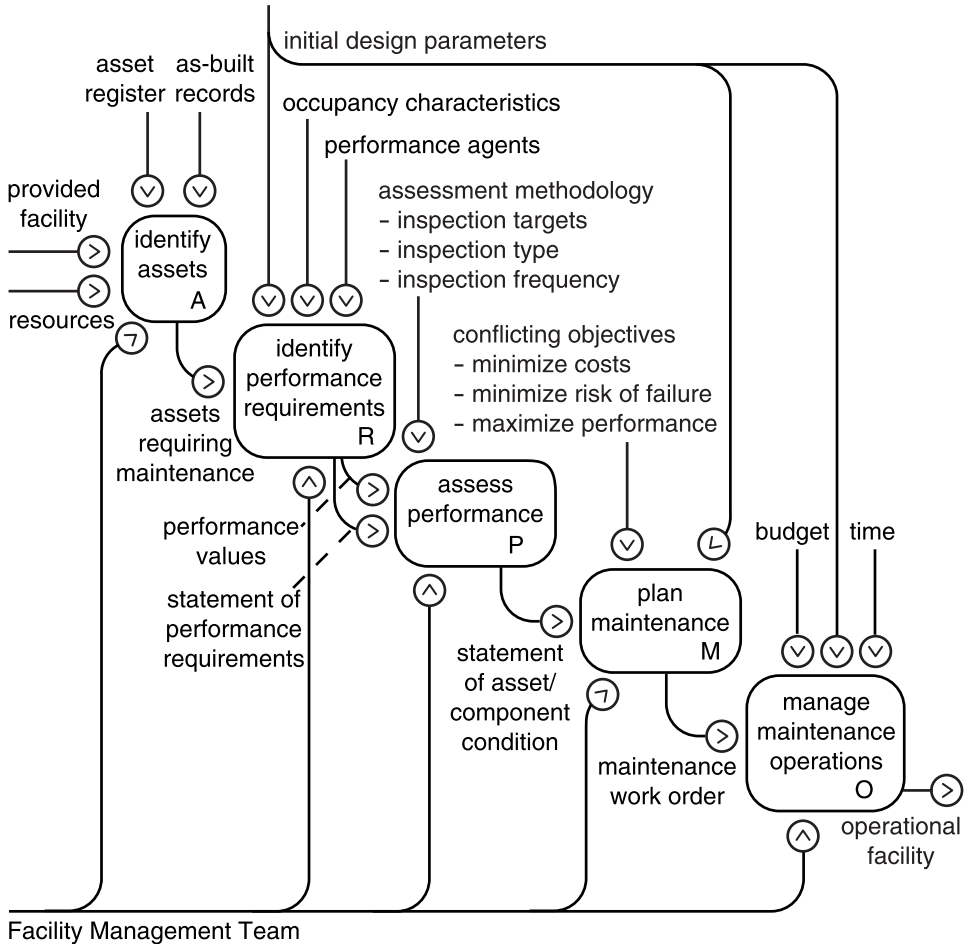 initial design parameters
asset
register
as-built
records
occupancy characteristics
performance agents
provided
facility
assessment methodology
– inspection targets
– inspection type
– inspection frequency
identify
assets
A
resources
conflicting objectives
– minimize costs
– minimize risk of failure
– maximize performance
identify
performance
requirements
R
assets
requiring
maintenance
assess
performance
P
performance
values
budget
time
statement of
performance
requirements
plan
maintenance
M
statement
of asset/
component
condition
manage
maintenance
operations
O
maintenance
work order
operational
facility
Facility Management Team